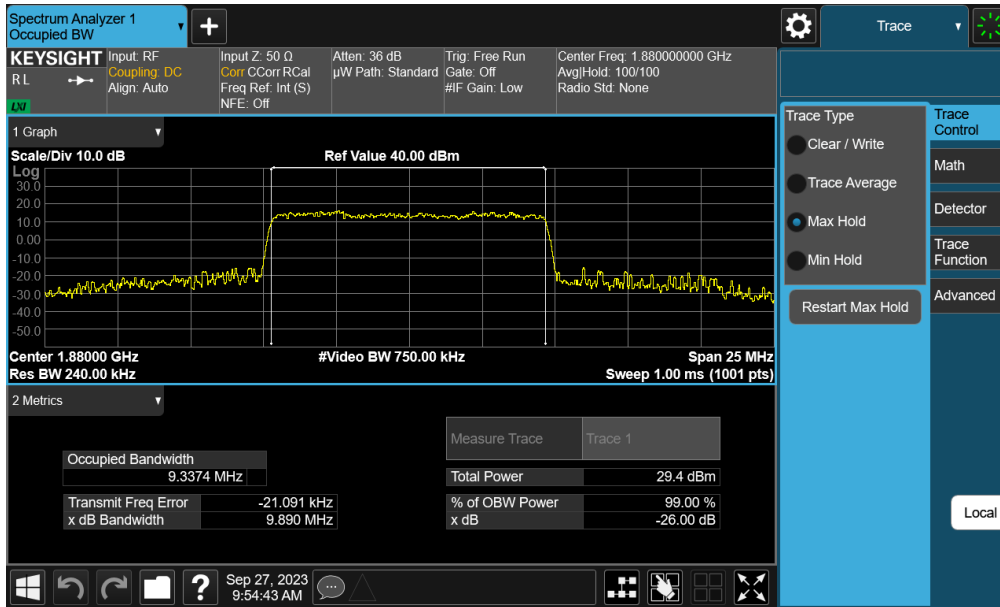 Spectrum Analyzer 1
Occupied BW
Trace
KEYSIGHT
R L
LXI
Input: RF
Coupling: DC
Align: Auto
Input Z: 50 Ω
Corr CCorr RCal
Freq Ref: Int (S)
NFE: Off
Atten: 36 dB
µW Path: Standard
Trig: Free Run
Gate: Off
#IF Gain: Low
Center Freq: 1.880000000 GHz
Avg|Hold: 100/100
Radio Std: None
1 Graph
Scale/Div 10.0 dB
Ref Value 40.00 dBm
Log
30.0
20.0
10.0
0.00
-10.0
-20.0
-30.0
-40.0
-50.0
Center 1.88000 GHz
#Video BW 750.00 kHz
Span 25 MHz
Res BW 240.00 kHz
Sweep 1.00 ms (1001 pts)
2 Metrics
Measure Trace
Trace 1
Occupied Bandwidth
9.3374 MHz
Total Power
29.4 dBm
Transmit Freq Error
-21.091 kHz
% of OBW Power
99.00 %
x dB Bandwidth
9.890 MHz
x dB
-26.00 dB
Trace Type
Clear / Write
Trace Average
Max Hold
Min Hold
Restart Max Hold
Trace
Control
Math
Detector
Trace
Function
Advanced
Local
?
Sep 27, 2023
9:54:43 AM